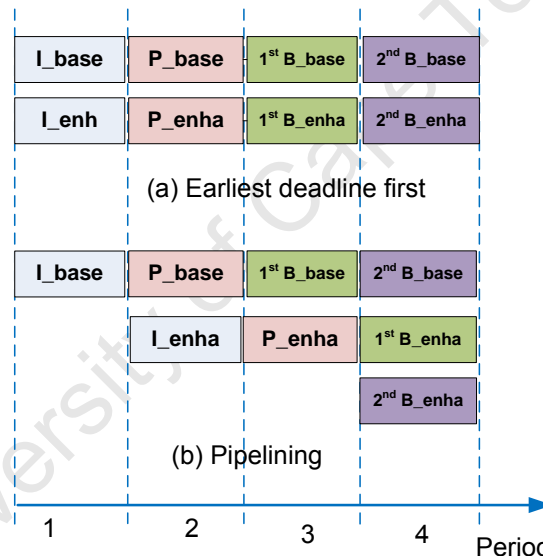 I_base P_base 1st B_base 2nd B_base
I_enh P_enha 1st B_enha 2nd B_enha
(a) Earliest deadline first
I_base P_base 1st B_base 2nd B_base
I_enha P_enha 1st B_enha
2nd B_enha
(b) Pipelining
1 2 3 4
Period